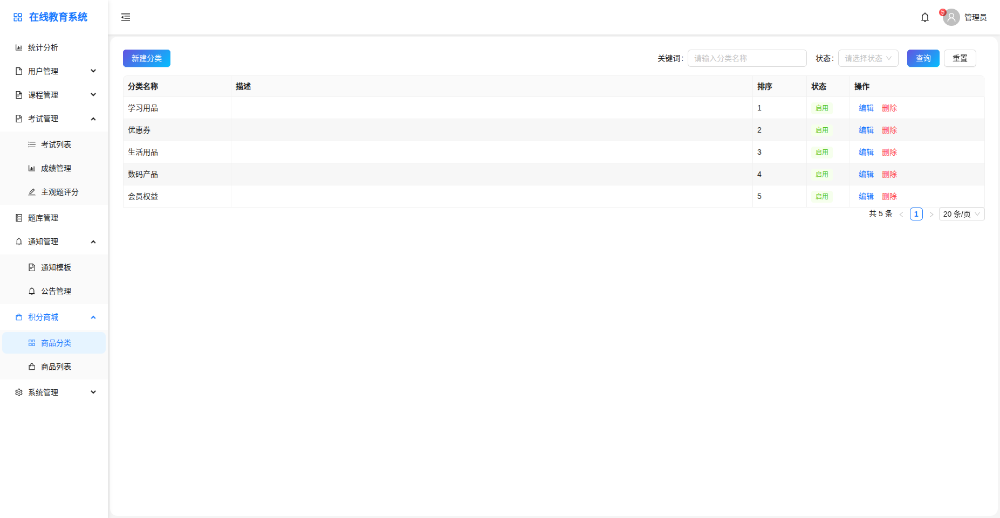 在线教育系统
5
管理员
统计分析
用户管理
课程管理
考试管理
考试列表
成绩管理
主观题评分
题库管理
通知管理
通知模板
公告管理
积分商城
商品分类
商品列表
系统管理
新建分类 关键词: 请输入分类名称 状态: 请选择状态 查询 重置
分类名称 描述 排序 状态 操作
学习用品 1 启用 编辑 删除
优惠券 2 启用 编辑 删除
生活用品 3 启用 编辑 删除
数码产品 4 启用 编辑 删除
会员权益 5 启用 编辑 删除
共 5 条 1 20 条/页